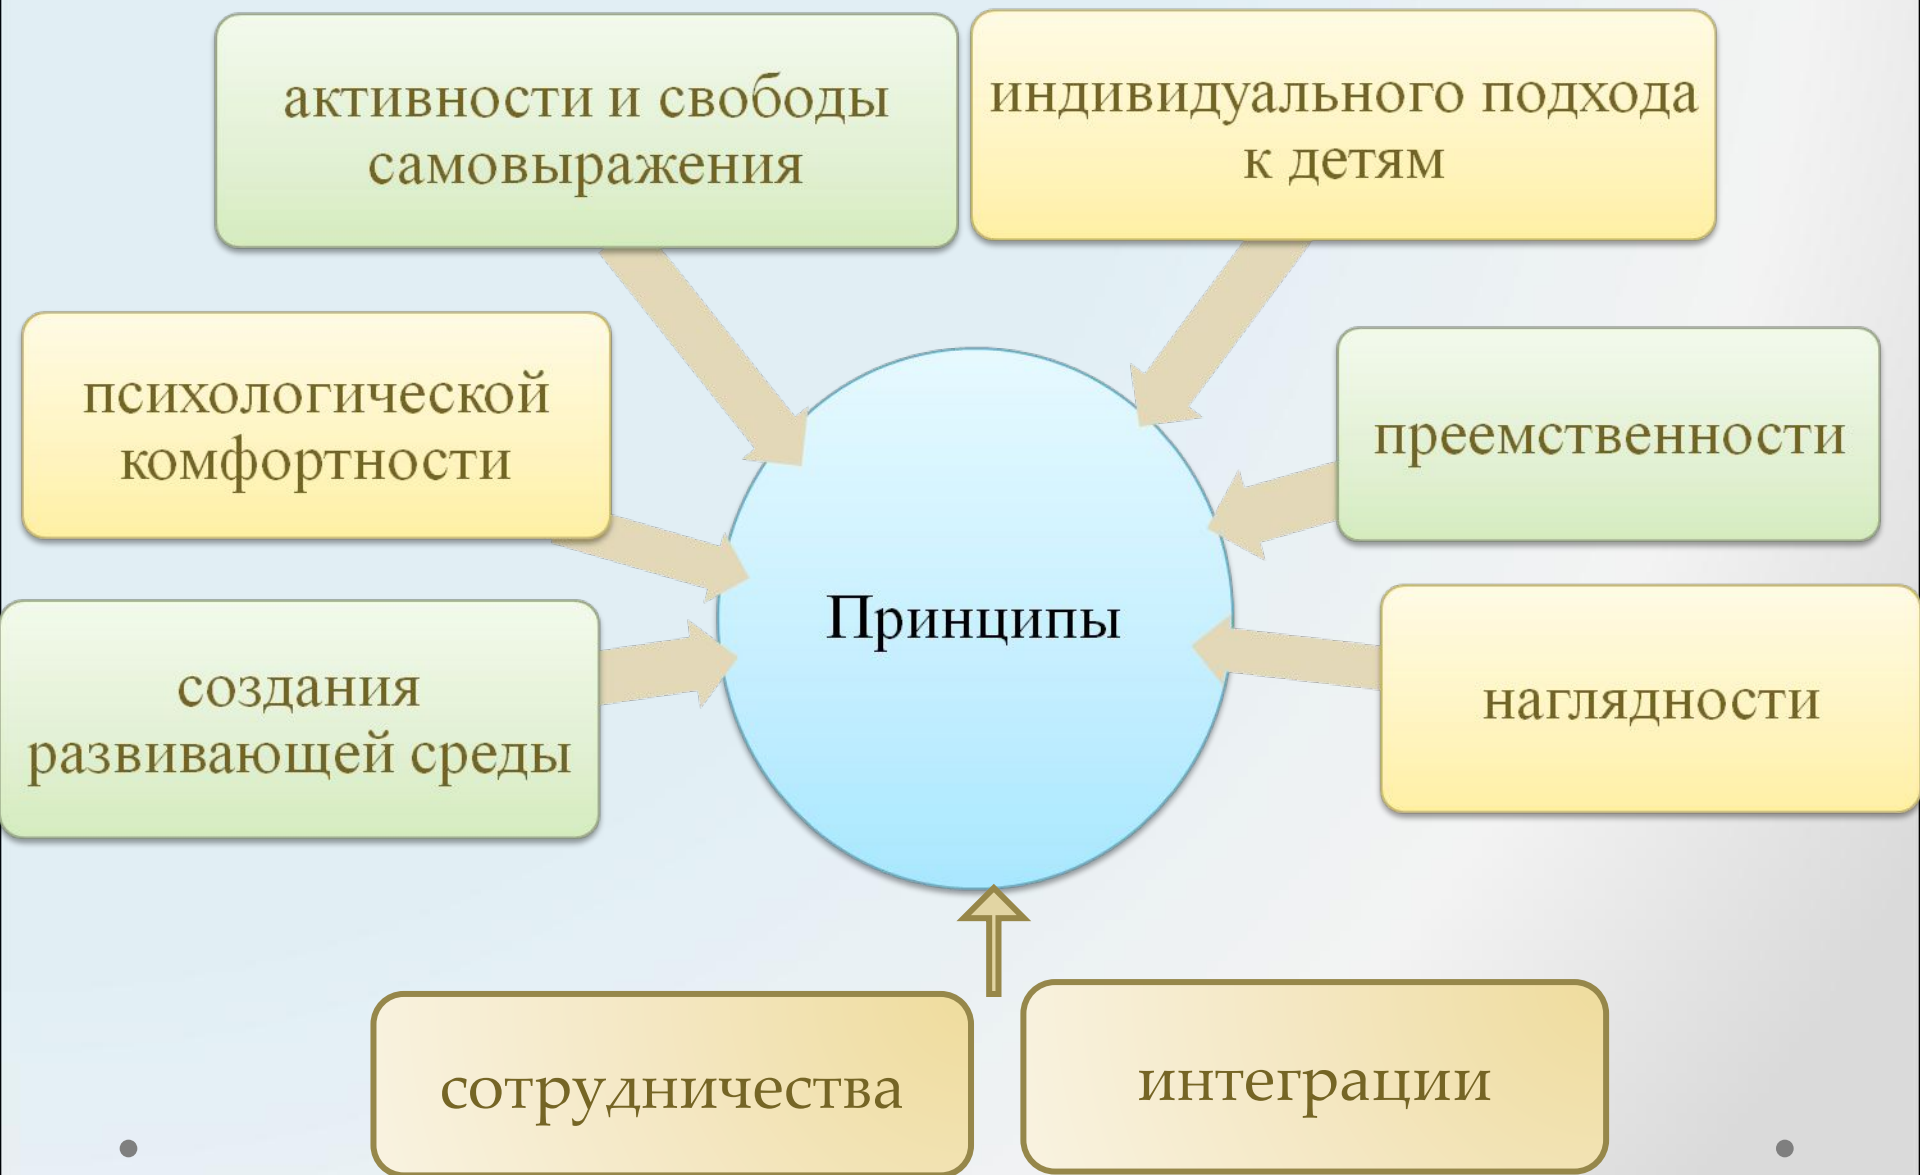 активности и свободы
самовыражения
индивидуального подхода
к детям
психологической
комфортности
преемственности
Принципы
создания
развивающей среды
наглядности
сотрудничества
интеграции